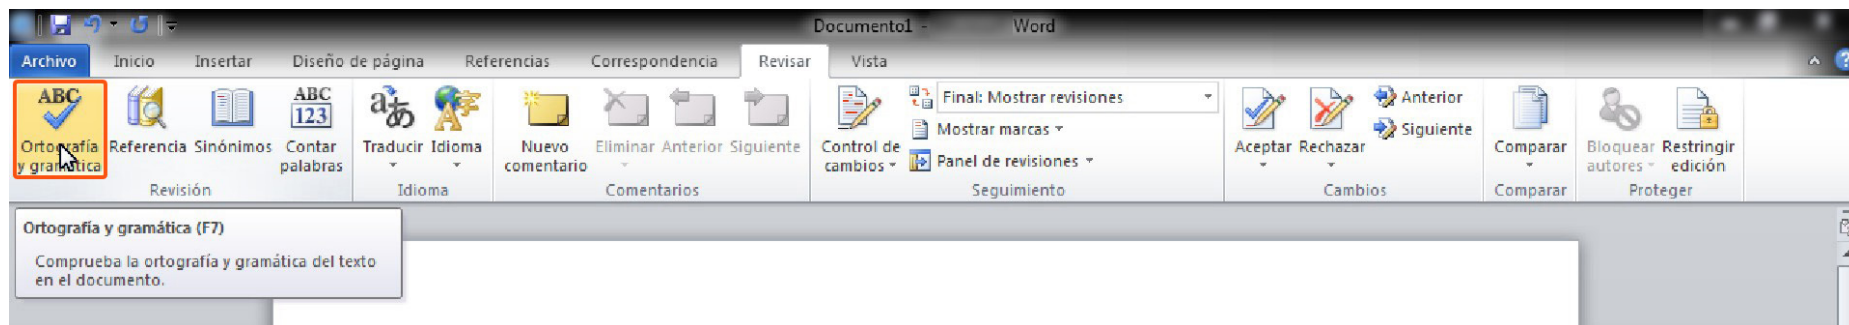 Documento1 - Word
Archivo Inicio Insertar Diseño de página Referencias Correspondencia Revisar Vista
ABC
Ortografía y gramática
Referencia
Sinónimos
ABC
123
Contar palabras
Revisión
Traducir
Idioma
Idioma
Nuevo comentario
Eliminar
Anterior
Siguiente
Comentarios
Control de cambios
Final: Mostrar revisiones
Mostrar marcas
Panel de revisiones
Seguimiento
Aceptar
Rechazar
Anterior
Siguiente
Cambios
Comparar
Comparar
Bloquear autores
Restringir edición
Proteger
Ortografía y gramática (F7)
Comprueba la ortografía y gramática del texto
en el documento.